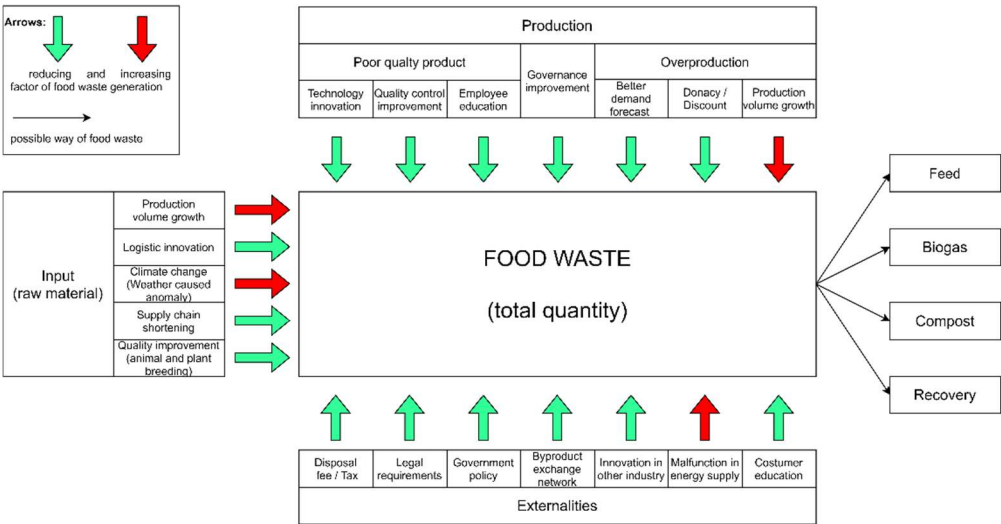 Arrows:
reducing and increasing
factor of food waste generation
possible way of food waste
Production
Poor qualty product
Governance
improvement
Overproduction
Technology
innovation
Quality control
improvement
Employee
education
Better
demand
forecast
Donacy /
Discount
Production
volume growth
Input
(raw material)
Production
volume growth
Logistic innovation
Climate change
(Weather caused
anomaly)
Supply chain
shortening
Quality improvement
(animal and plant
breeding)
FOOD WASTE
(total quantity)
Feed
Biogas
Compost
Recovery
Disposal
fee / Tax
Legal
requirements
Government
policy
Byproduct
exchange
network
Innovation in
other industry
Malfunction in
energy supply
Costumer
education
Externalities